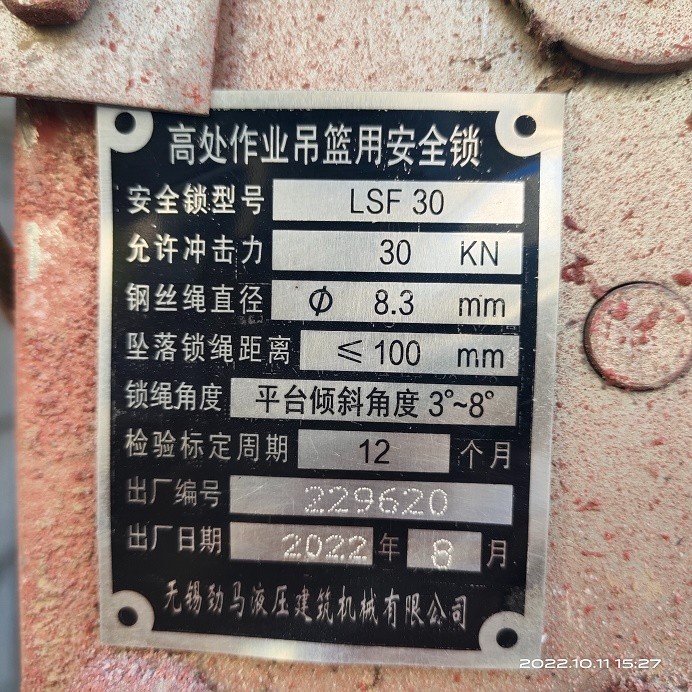 高处作业吊篮用安全锁
安全锁型号 LSF 30
允许冲击力 30 KN
钢丝绳直径 Φ 8.3 mm
坠落锁绳距离 ≤100 mm
锁绳角度 平台倾斜角度 3°~8°
检验标定周期 12 个月
出厂编号 229620
出厂日期 2022 年 8 月
无锡劲马液压建筑机械有限公司
2022.10.11 15:27